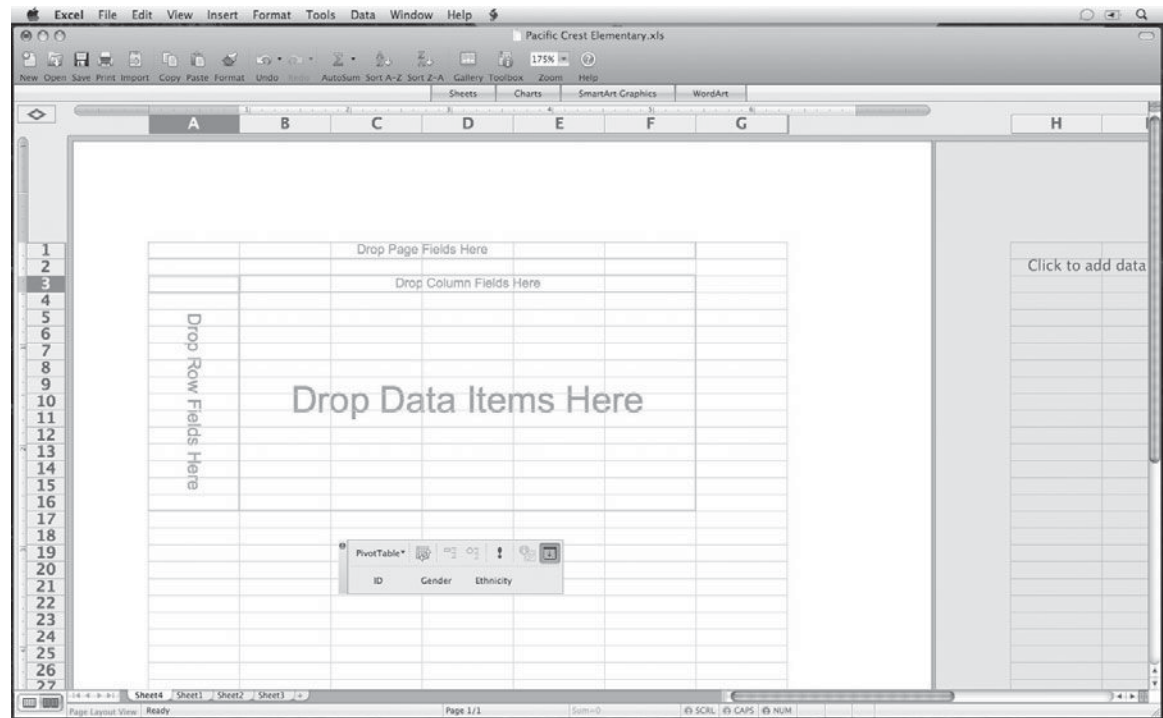 Excel File Edit View Insert Format Tools Data Window Help
Pacific Crest Elementary.xls
175%
New Open Save Print Import Copy Paste Format Undo Redo AutoSum Sort A-Z Sort Z-A Gallery Toolbox Zoom Help
Sheets Charts SmartArt Graphics WordArt
A B C D E F G H
1 Drop Page Fields Here
2 Click to add data
3 Drop Column Fields Here
4
5
6
7
8
9
Drop Row Fields Here
10 Drop Data Items Here
11
12
13
14
15
16
17
18
19 PivotTable
20
21 ID Gender Ethnicity
22
23
24
25
26
27
Sheet4 Sheet1 Sheet2 Sheet3
Page Layout View Ready Page 1/1 Sum=0 SCRL CAPS NUM